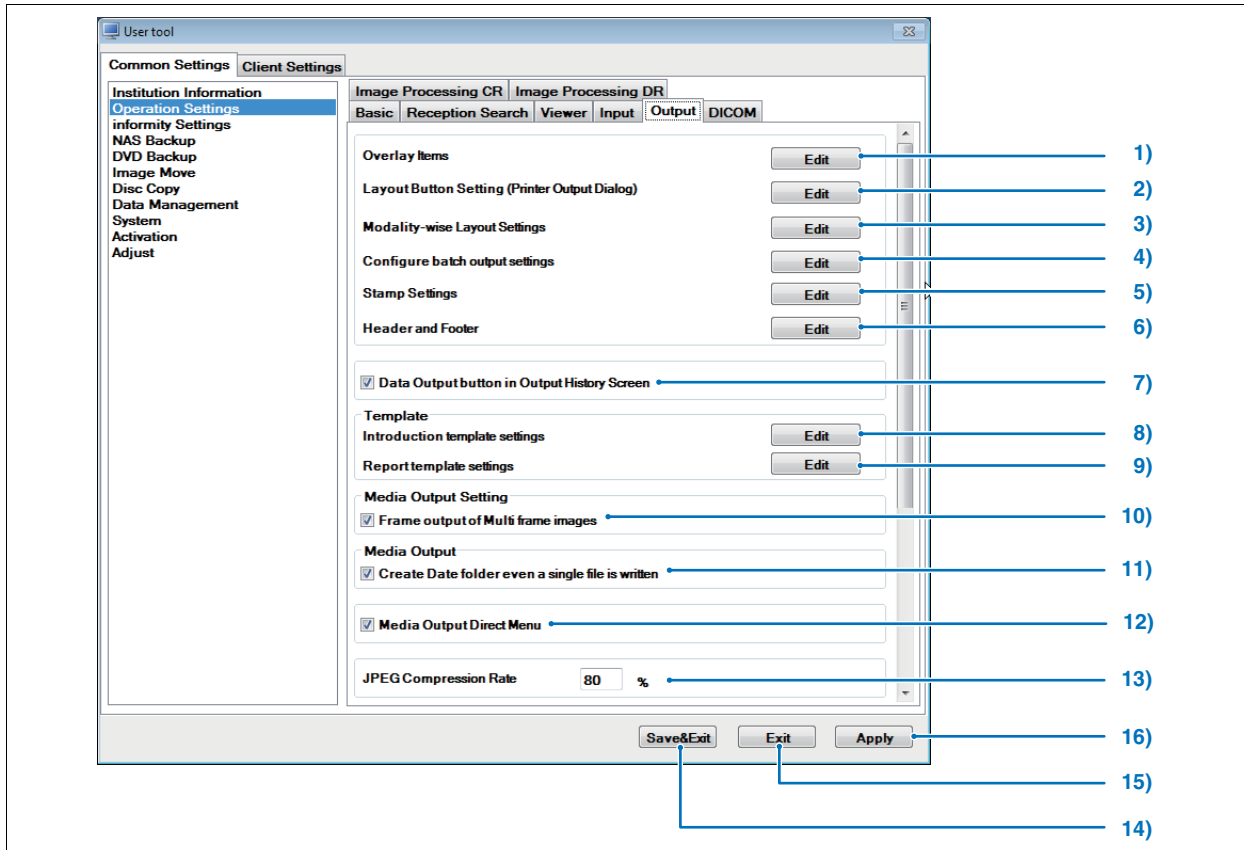 User tool
Common Settings Client Settings
Institution Information
Operation Settings
informity Settings
NAS Backup
DVD Backup
Image Move
Disc Copy
Data Management
System
Activation
Adjust
Image Processing CR Image Processing DR
Basic Reception Search Viewer Input Output DICOM
Overlay Items Edit 1)
Layout Button Setting (Printer Output Dialog) Edit 2)
Modality-wise Layout Settings Edit 3)
Configure batch output settings Edit 4)
Stamp Settings Edit 5)
Header and Footer Edit 6)
Data Output button in Output History Screen 7)
Template
Introduction template settings Edit 8)
Report template settings Edit 9)
Media Output Setting
Frame output of Multi frame images 10)
Media Output
Create Date folder even a single file is written 11)
Media Output Direct Menu 12)
JPEG Compression Rate 80 % 13)
Save&Exit Exit Apply 16)
15)
14)